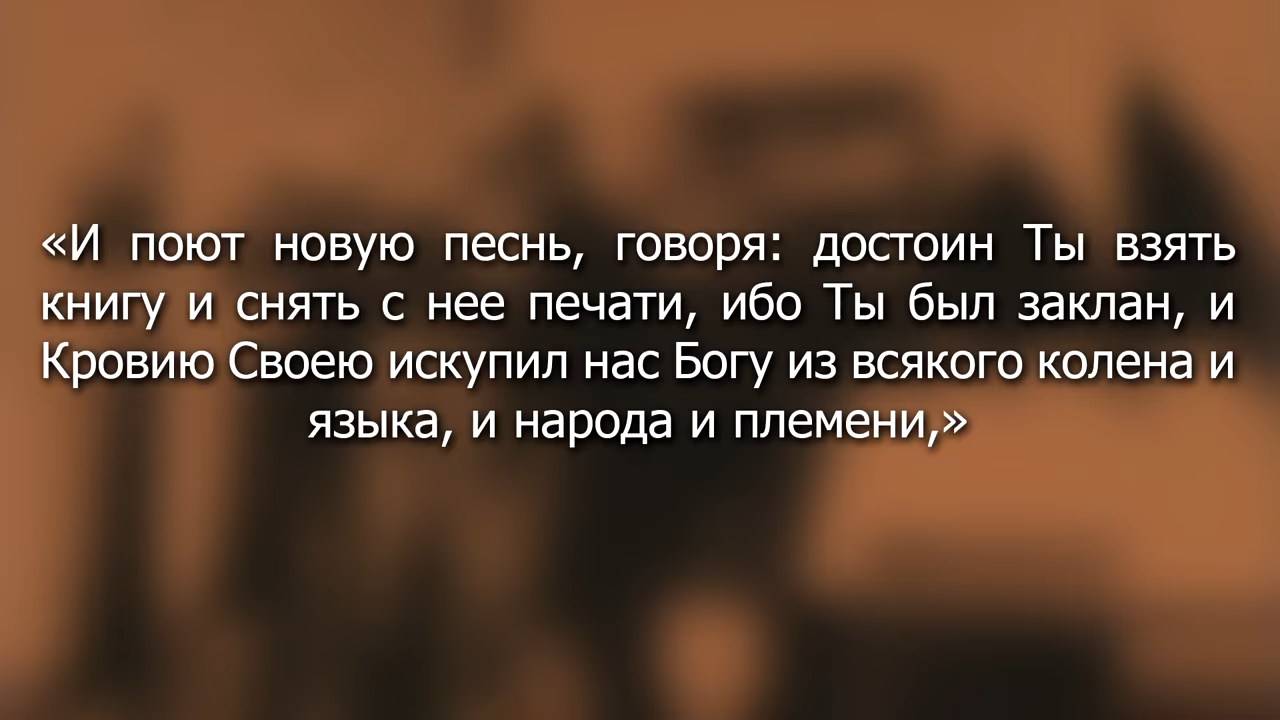 «И поют новую песнь, говоря: достоин Ты взять
книгу и снять с нее печати, ибо Ты был заклан, и
Кровию Своею искупил нас Богу из всякого колена и
языка, и народа и племени,»